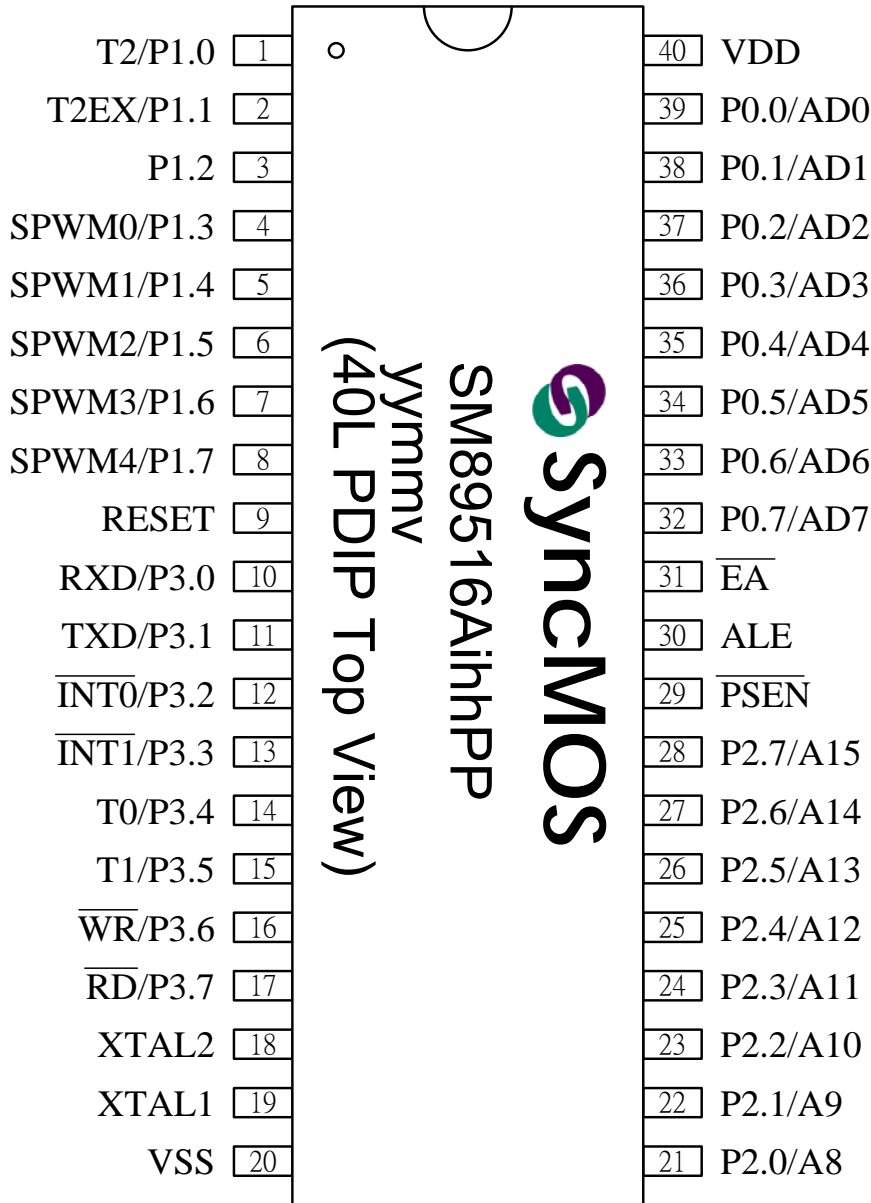 T2/P1.0 1 40 VDD
T2EX/P1.1 2 39 P0.0/AD0
P1.2 3 38 P0.1/AD1
SPWM0/P1.3 4 37 P0.2/AD2
SPWM1/P1.4 5 36 P0.3/AD3
SPWM2/P1.5 6 35 P0.4/AD4
SPWM3/P1.6 7 34 P0.5/AD5
SPWM4/P1.7 8 33 P0.6/AD6
RESET 9 32 P0.7/AD7
RXD/P3.0 10 31 E̅A̅
TXD/P3.1 11 30 ALE
I̅N̅T̅0̅/P3.2 12 29 P̅S̅E̅N̅
I̅N̅T̅1̅/P3.3 13 28 P2.7/A15
T0/P3.4 14 27 P2.6/A14
T1/P3.5 15 26 P2.5/A13
W̅R̅/P3.6 16 25 P2.4/A12
R̅D̅/P3.7 17 24 P2.3/A11
XTAL2 18 23 P2.2/A10
XTAL1 19 22 P2.1/A9
VSS 20 21 P2.0/A8
SyncMOS
SM89516AihhPP
yymmv
(40L PDIP Top View)